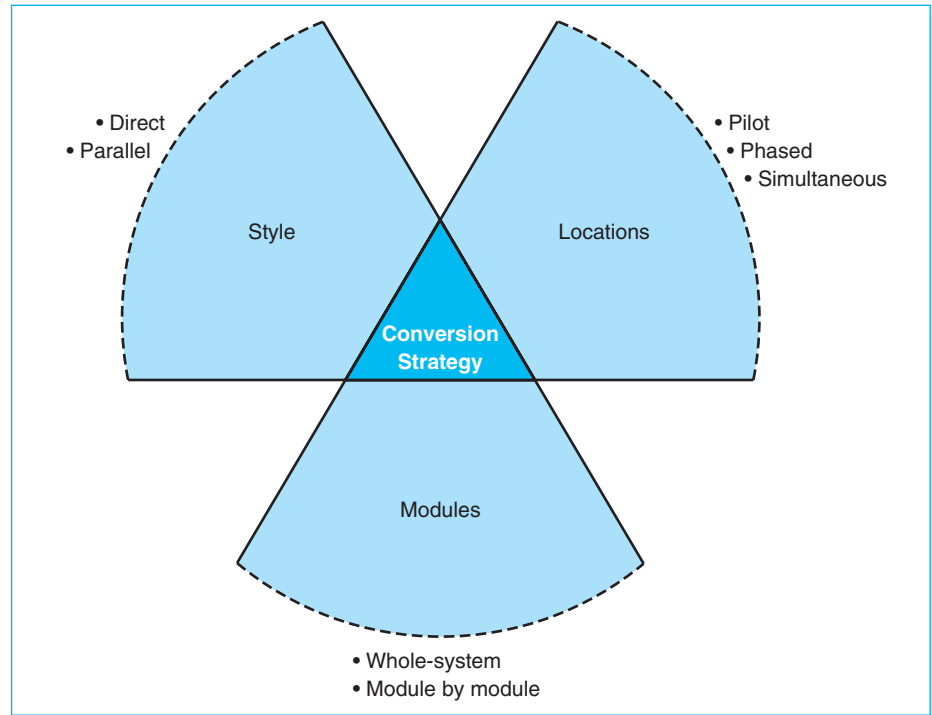 • Direct
• Parallel
• Pilot
• Phased
• Simultaneous
Style
Locations
Conversion
Strategy
Modules
• Whole-system
• Module by module